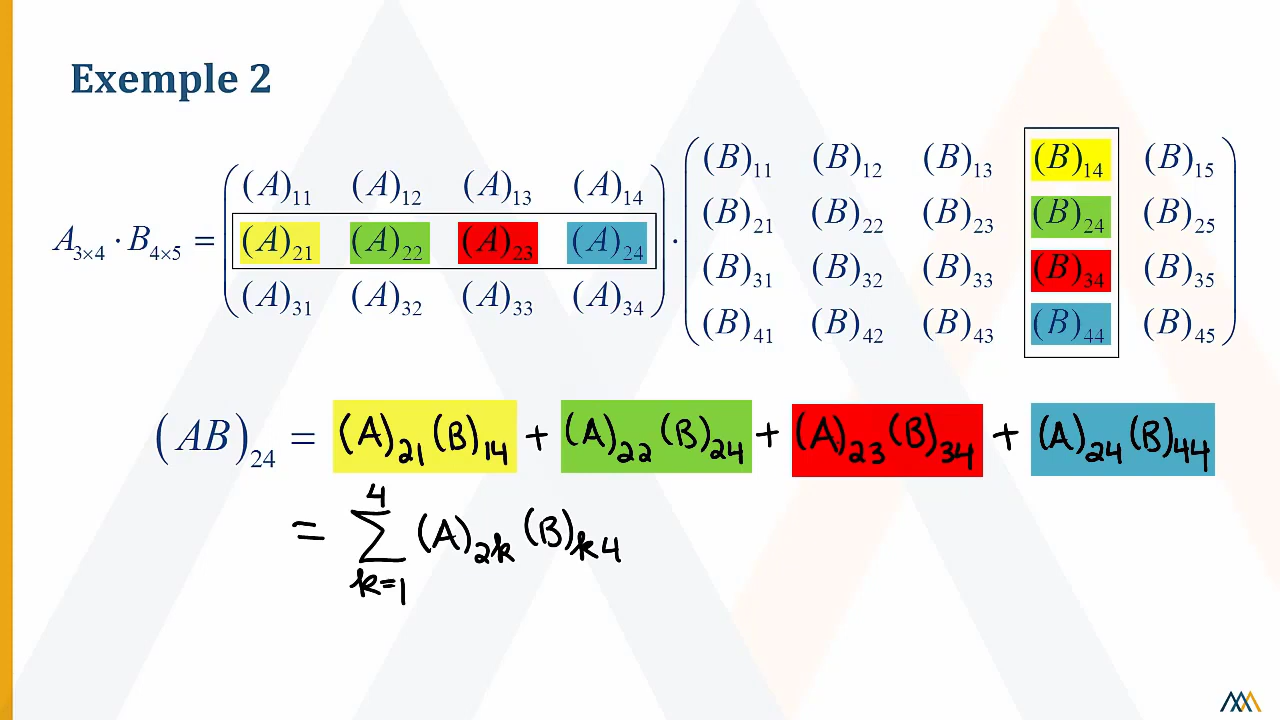 Exemple 2
A₃ₓ₄ · B₄ₓ₅ = ( (A)₁₁ (A)₁₂ (A)₁₃ (A)₁₄ ) · ( (B)₁₁ (B)₁₂ (B)₁₃ (B)₁₄ (B)₁₅ )
(A)₂₁ (A)₂₂ (A)₂₃ (A)₂₄ (B)₂₁ (B)₂₂ (B)₂₃ (B)₂₄ (B)₂₅
(A)₃₁ (A)₃₂ (A)₃₃ (A)₃₄ (B)₃₁ (B)₃₂ (B)₃₃ (B)₃₄ (B)₃₅
(B)₄₁ (B)₄₂ (B)₄₃ (B)₄₄ (B)₄₅
(AB)₂₄ = (A)₂₁(B)₁₄ + (A)₂₂(B)₂₄ + (A)₂₃(B)₃₄ + (A)₂₄(B)₄₄
4
= ∑ (A)₂ₖ (B)ₖ₄
k=1